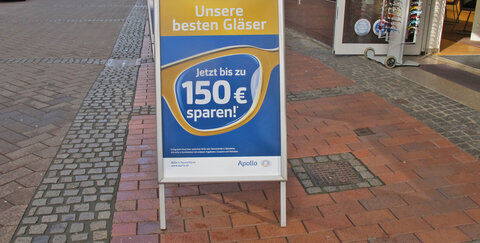 Unsere
besten Gläser
Jetzt bis zu
150 €
sparen!*
Apollo